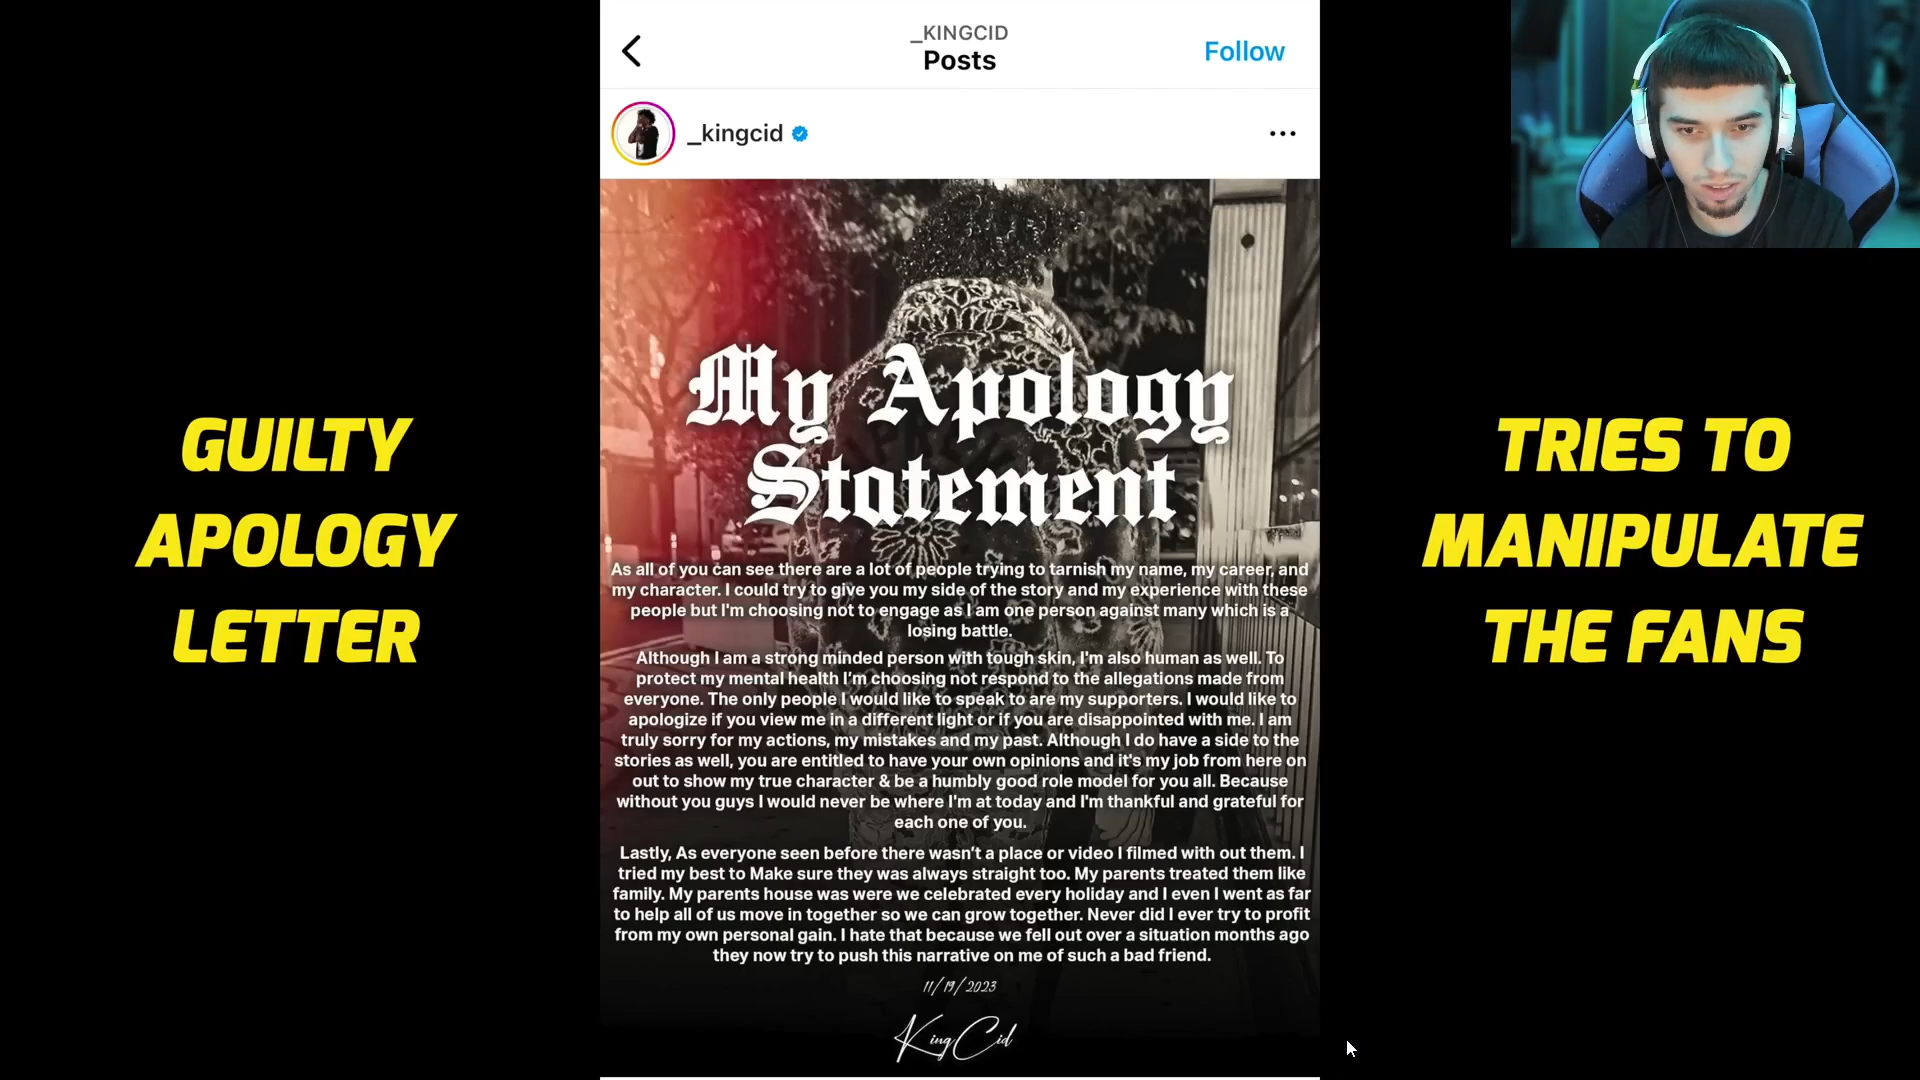 _KINGCID
Posts
Follow
_kingcid
My Apology
Statement
As all of you can see there are a lot of people trying to tarnish my name, my career, and
my character. I could try to give you my side of the story and my experience with these
people but I'm choosing not to engage as I am one person against many which is a
losing battle.
Although I am a strong minded person with tough skin, I'm also human as well. To
protect my mental health I'm choosing not respond to the allegations made from
everyone. The only people I would like to speak to are my supporters. I would like to
apologize if you view me in a different light or if you are disappointed with me. I am
truly sorry for my actions, my mistakes and my past. Although I do have a side to the
stories as well, you are entitled to have your own opinions and it's my job from here on
out to show my true character & be a humbly good role model for you all. Because
without you guys I would never be where I'm at today and I'm thankful and grateful for
each one of you.
Lastly, As everyone seen before there wasn't a place or video I filmed with out them. I
tried my best to Make sure they was always straight too. My parents treated them like
family. My parents house was were we celebrated every holiday and I even I went as far
to help all of us move in together so we can grow together. Never did I ever try to profit
from my own personal gain. I hate that because we fell out over a situation months ago
they now try to push this narrative on me of such a bad friend.
11/19/2023
KingCid
GUILTY
APOLOGY
LETTER
TRIES TO
MANIPULATE
THE FANS